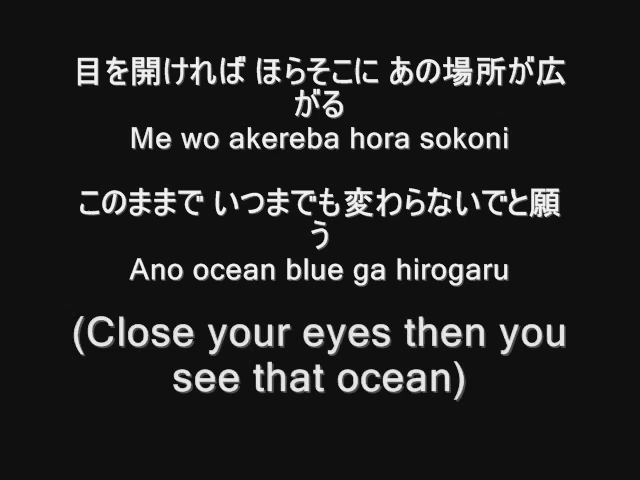 目を開ければ ほらそこに あの場所が広
がる
Me wo akereba hora sokoni
このままで いつまでも変わらないでと願
う
Ano ocean blue ga hirogaru
(Close your eyes then you
see that ocean)